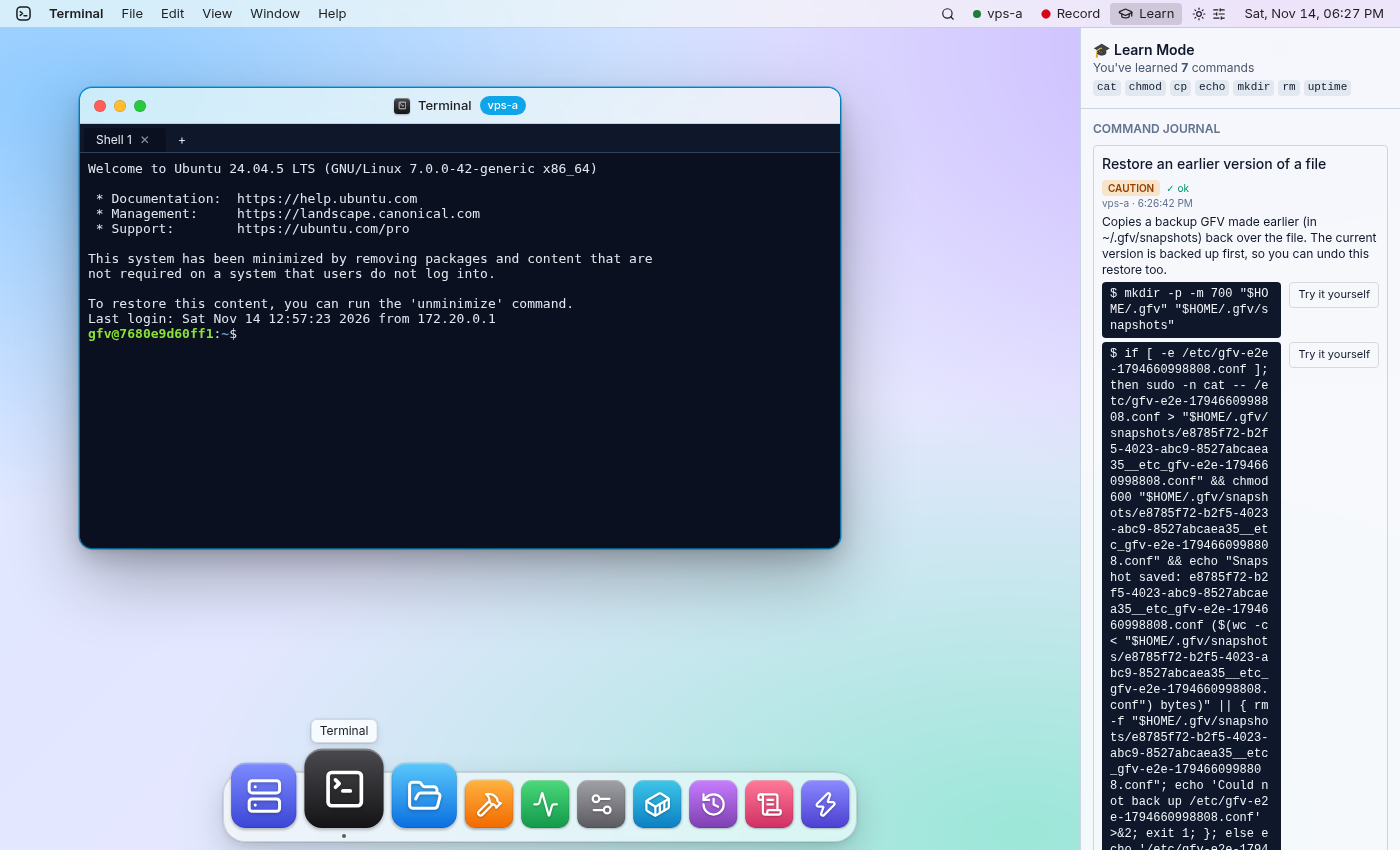 Terminal File Edit View Window Help
vps-a Record Learn Sat, Nov 14, 06:27 PM
Terminal vps-a
Shell 1 ✕ +
Welcome to Ubuntu 24.04.5 LTS (GNU/Linux 7.0.0-42-generic x86_64)
* Documentation: https://help.ubuntu.com
* Management: https://landscape.canonical.com
* Support: https://ubuntu.com/pro
This system has been minimized by removing packages and content that are
not required on a system that users do not log into.
To restore this content, you can run the 'unminimize' command.
Last login: Sat Nov 14 12:57:23 2026 from 172.20.0.1
gfv@7680e9d60ff1:~$
Terminal
🎓 Learn Mode
You've learned 7 commands
cat chmod cp echo mkdir rm uptime
COMMAND JOURNAL
Restore an earlier version of a file
CAUTION ✓ ok
vps-a · 6:26:42 PM
Copies a backup GFV made earlier (in
~/.gfv/snapshots) back over the file. The current
version is backed up first, so you can undo this
restore too.
$ mkdir -p -m 700 "$HO
ME/.gfv" "$HOME/.gfv/s
napshots"
Try it yourself
$ if [ -e /etc/gfv-e2e
-1794660998808.conf ];
then sudo -n cat -- /e
tc/gfv-e2e-17946609988
08.conf > "$HOME/.gfv/
snapshots/e8785f72-b2f
5-4023-abc9-8527abcaea
35__etc_gfv-e2e-179466
0998808.conf" && chmod
600 "$HOME/.gfv/snapsh
ots/e8785f72-b2f5-4023
-abc9-8527abcaea35__et
c_gfv-e2e-179466099880
8.conf" && echo "Snaps
hot saved: e8785f72-b2
f5-4023-abc9-8527abcae
a35__etc_gfv-e2e-17946
60998808.conf ($(wc -c
< "$HOME/.gfv/snapshot
s/e8785f72-b2f5-4023-a
bc9-8527abcaea35__etc_
gfv-e2e-1794660998808.
conf") bytes)" || { rm
-f "$HOME/.gfv/snapsho
ts/e8785f72-b2f5-4023-
abc9-8527abcaea35__etc
_gfv-e2e-179466099880
8.conf"; echo 'Could n
ot back up /etc/gfv-e2
e-1794660998808.conf'
>&2; exit 1; }; else e
cho '/etc/gfv-e2e-1794
Try it yourself